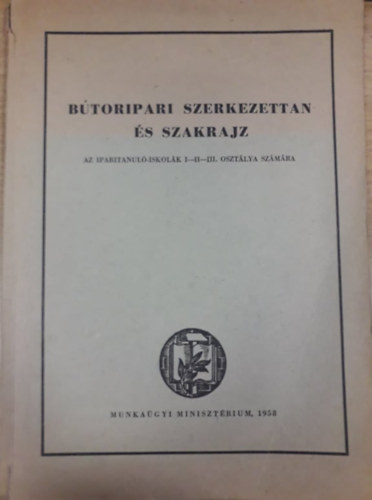 BÚTORIPARI SZERKEZETTAN
ÉS SZAKRAJZ
AZ IPARITANULÓ-ISKOLÁK I—II—III. OSZTÁLYA SZÁMÁRA
MUNKAÜGYI MINISZTÉRIUM, 1958